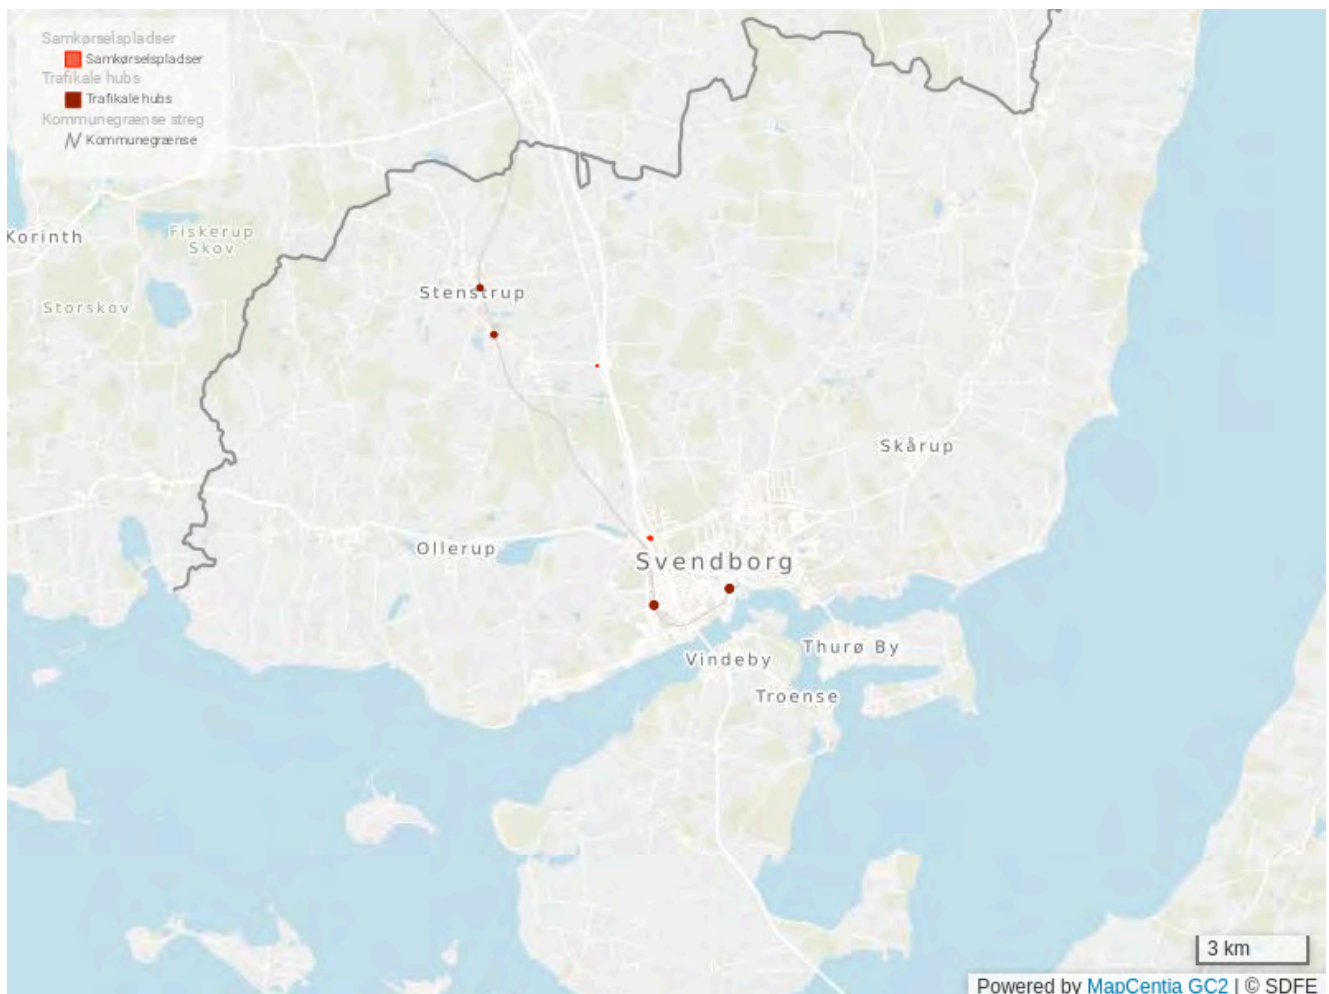 Samkørselspladser
Samkørselspladser
Trafikale hubs
Trafikale hubs
Kommunegrænse streg
Kommunegrænse
Korinth
Fiskerup
Skov
Storskov
Stenstrup
Skårup
Ollerup
Svendborg
Vindeby
Thurø By
Troense
3 km
Powered by MapCentia GC2 | © SDFE